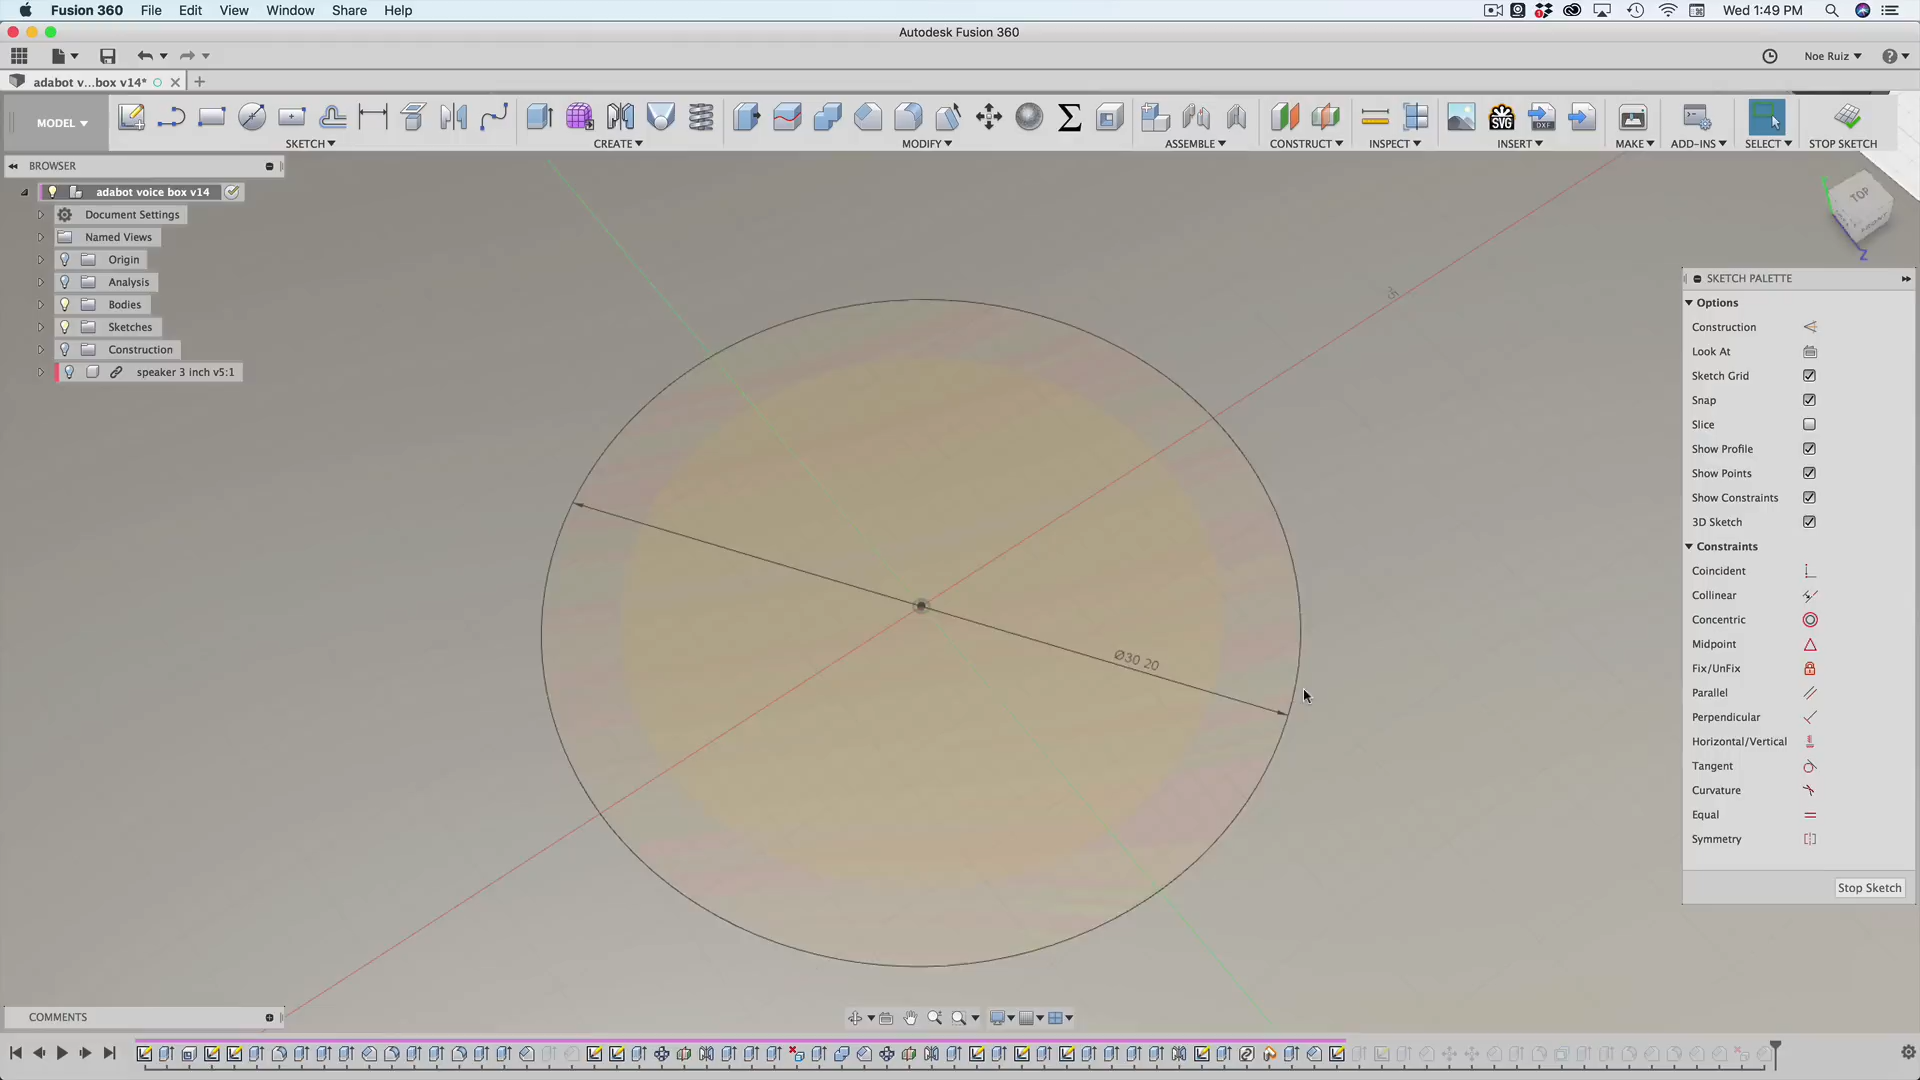 Fusion 360 File Edit View Window Share Help Wed 1:49 PM
Autodesk Fusion 360
Noe Ruiz
adabot v...box v14*
MODEL
SKETCH CREATE MODIFY ASSEMBLE CONSTRUCT INSPECT INSERT MAKE ADD-INS SELECT STOP SKETCH
SVG
DXF
BROWSER
adabot voice box v14
Document Settings
Named Views
Origin
Analysis
Bodies
Sketches
Construction
speaker 3 inch v5:1
TOP
Z
Ø30 20
SKETCH PALETTE
Options
Construction
Look At
Sketch Grid
Snap
Slice
Show Profile
Show Points
Show Constraints
3D Sketch
Constraints
Coincident
Collinear
Concentric
Midpoint
Fix/UnFix
Parallel
Perpendicular
Horizontal/Vertical
Tangent
Curvature
Equal
Symmetry
Stop Sketch
COMMENTS